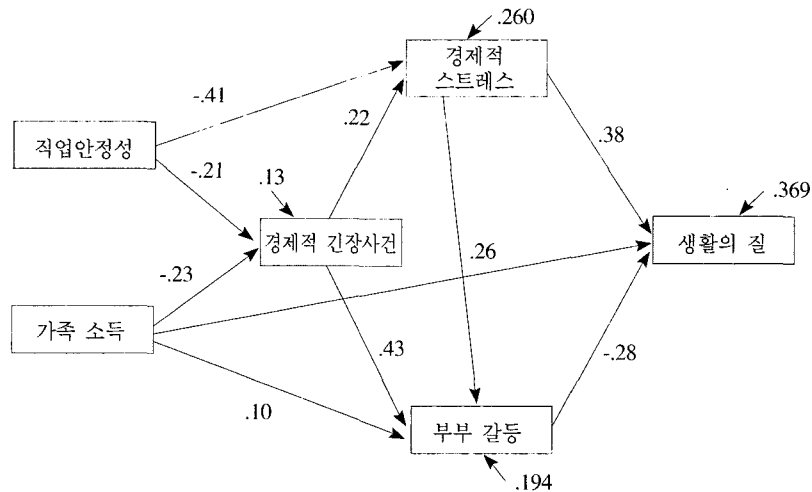 .260
경제적
스트레스
-.41
.22
.38
직업안정성
-.21
.13
.369
경제적 긴장사건
생활의 질
-.23
.26
가족 소득
.43
-.28
.10
부부 갈등
.194